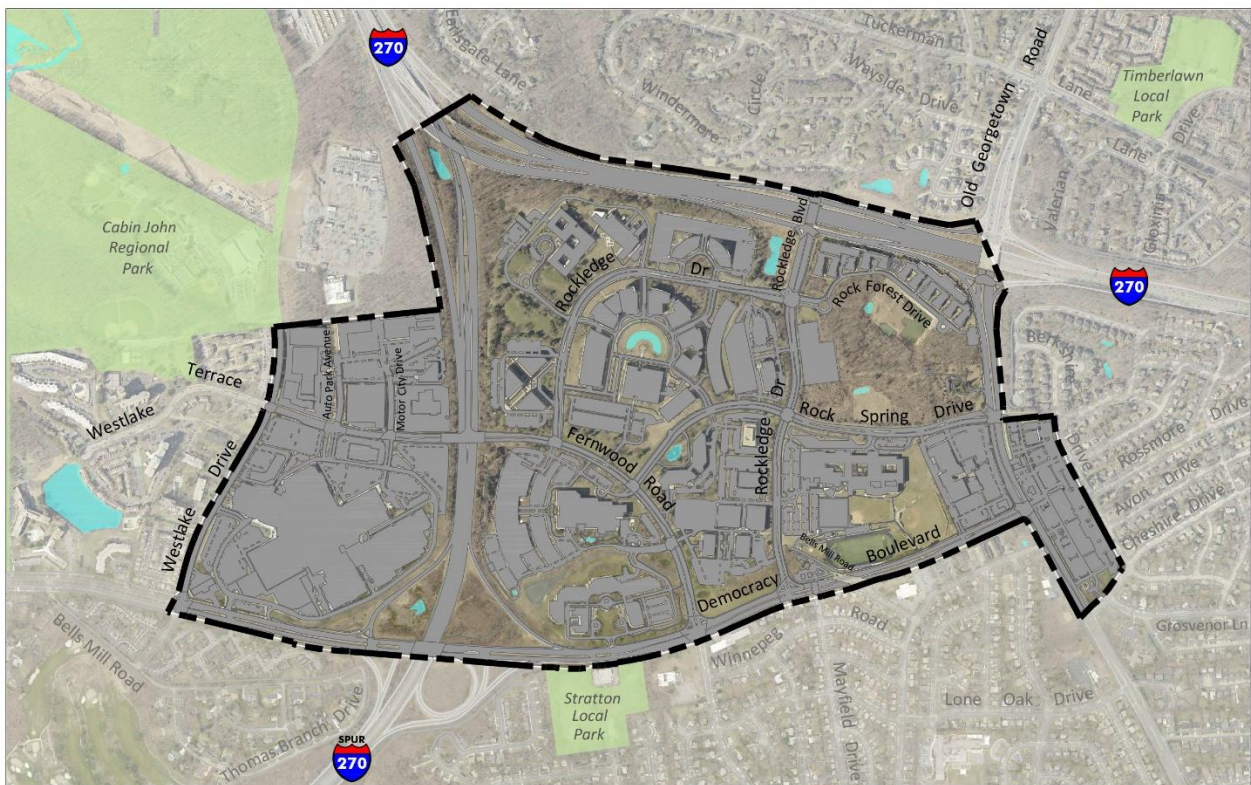 Tuckerman
Lane
Earlsgate Lane
270
Wayside Drive
Circle
Windermere
Old Georgetown Road
Timberlawn
Local
Park
Lane
Drive
Valerian
Gloxinia
Cabin John
Regional
Park
Rockledge Blvd
Rockledge Dr
Rock Forest Drive
270
Auto Park Avenue
Motor City Drive
Westlake Terrace
Westlake Drive
Fernwood Road
Rockledge Dr
Rock Spring Drive
Drive
Rossmore Drive
Avon Drive
Cheshire Drive
Bells Mill Road
Democracy Boulevard
Grosvenor Ln
Bells Mill Road
Winnepeg Road
Stratton
Local
Park
Mayfield Drive
Lone Oak Drive
Thomas Branch Drive
SPUR
270